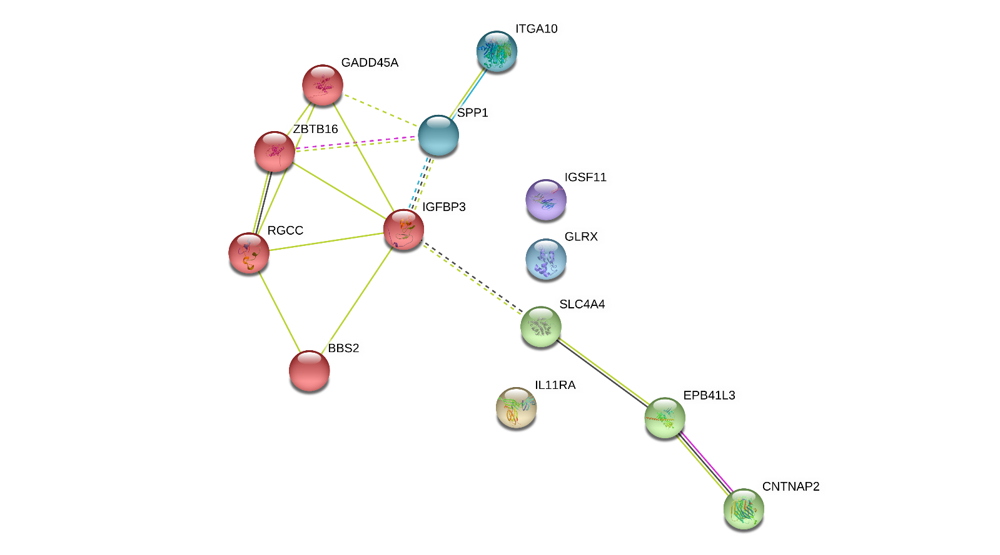 ITGA10
GADD45A
SPP1
ZBTB16
IGSF11
IGFBP3
RGCC
GLRX
SLC4A4
BBS2
IL11RA
EPB41L3
CNTNAP2